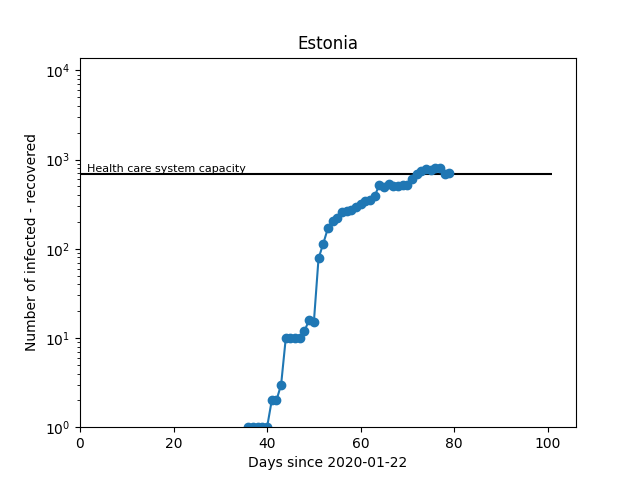 Estonia
Number of infected - recovered
10^4
10^3
10^2
10^1
10^0
Health care system capacity
0 20 40 60 80 100
Days since 2020-01-22